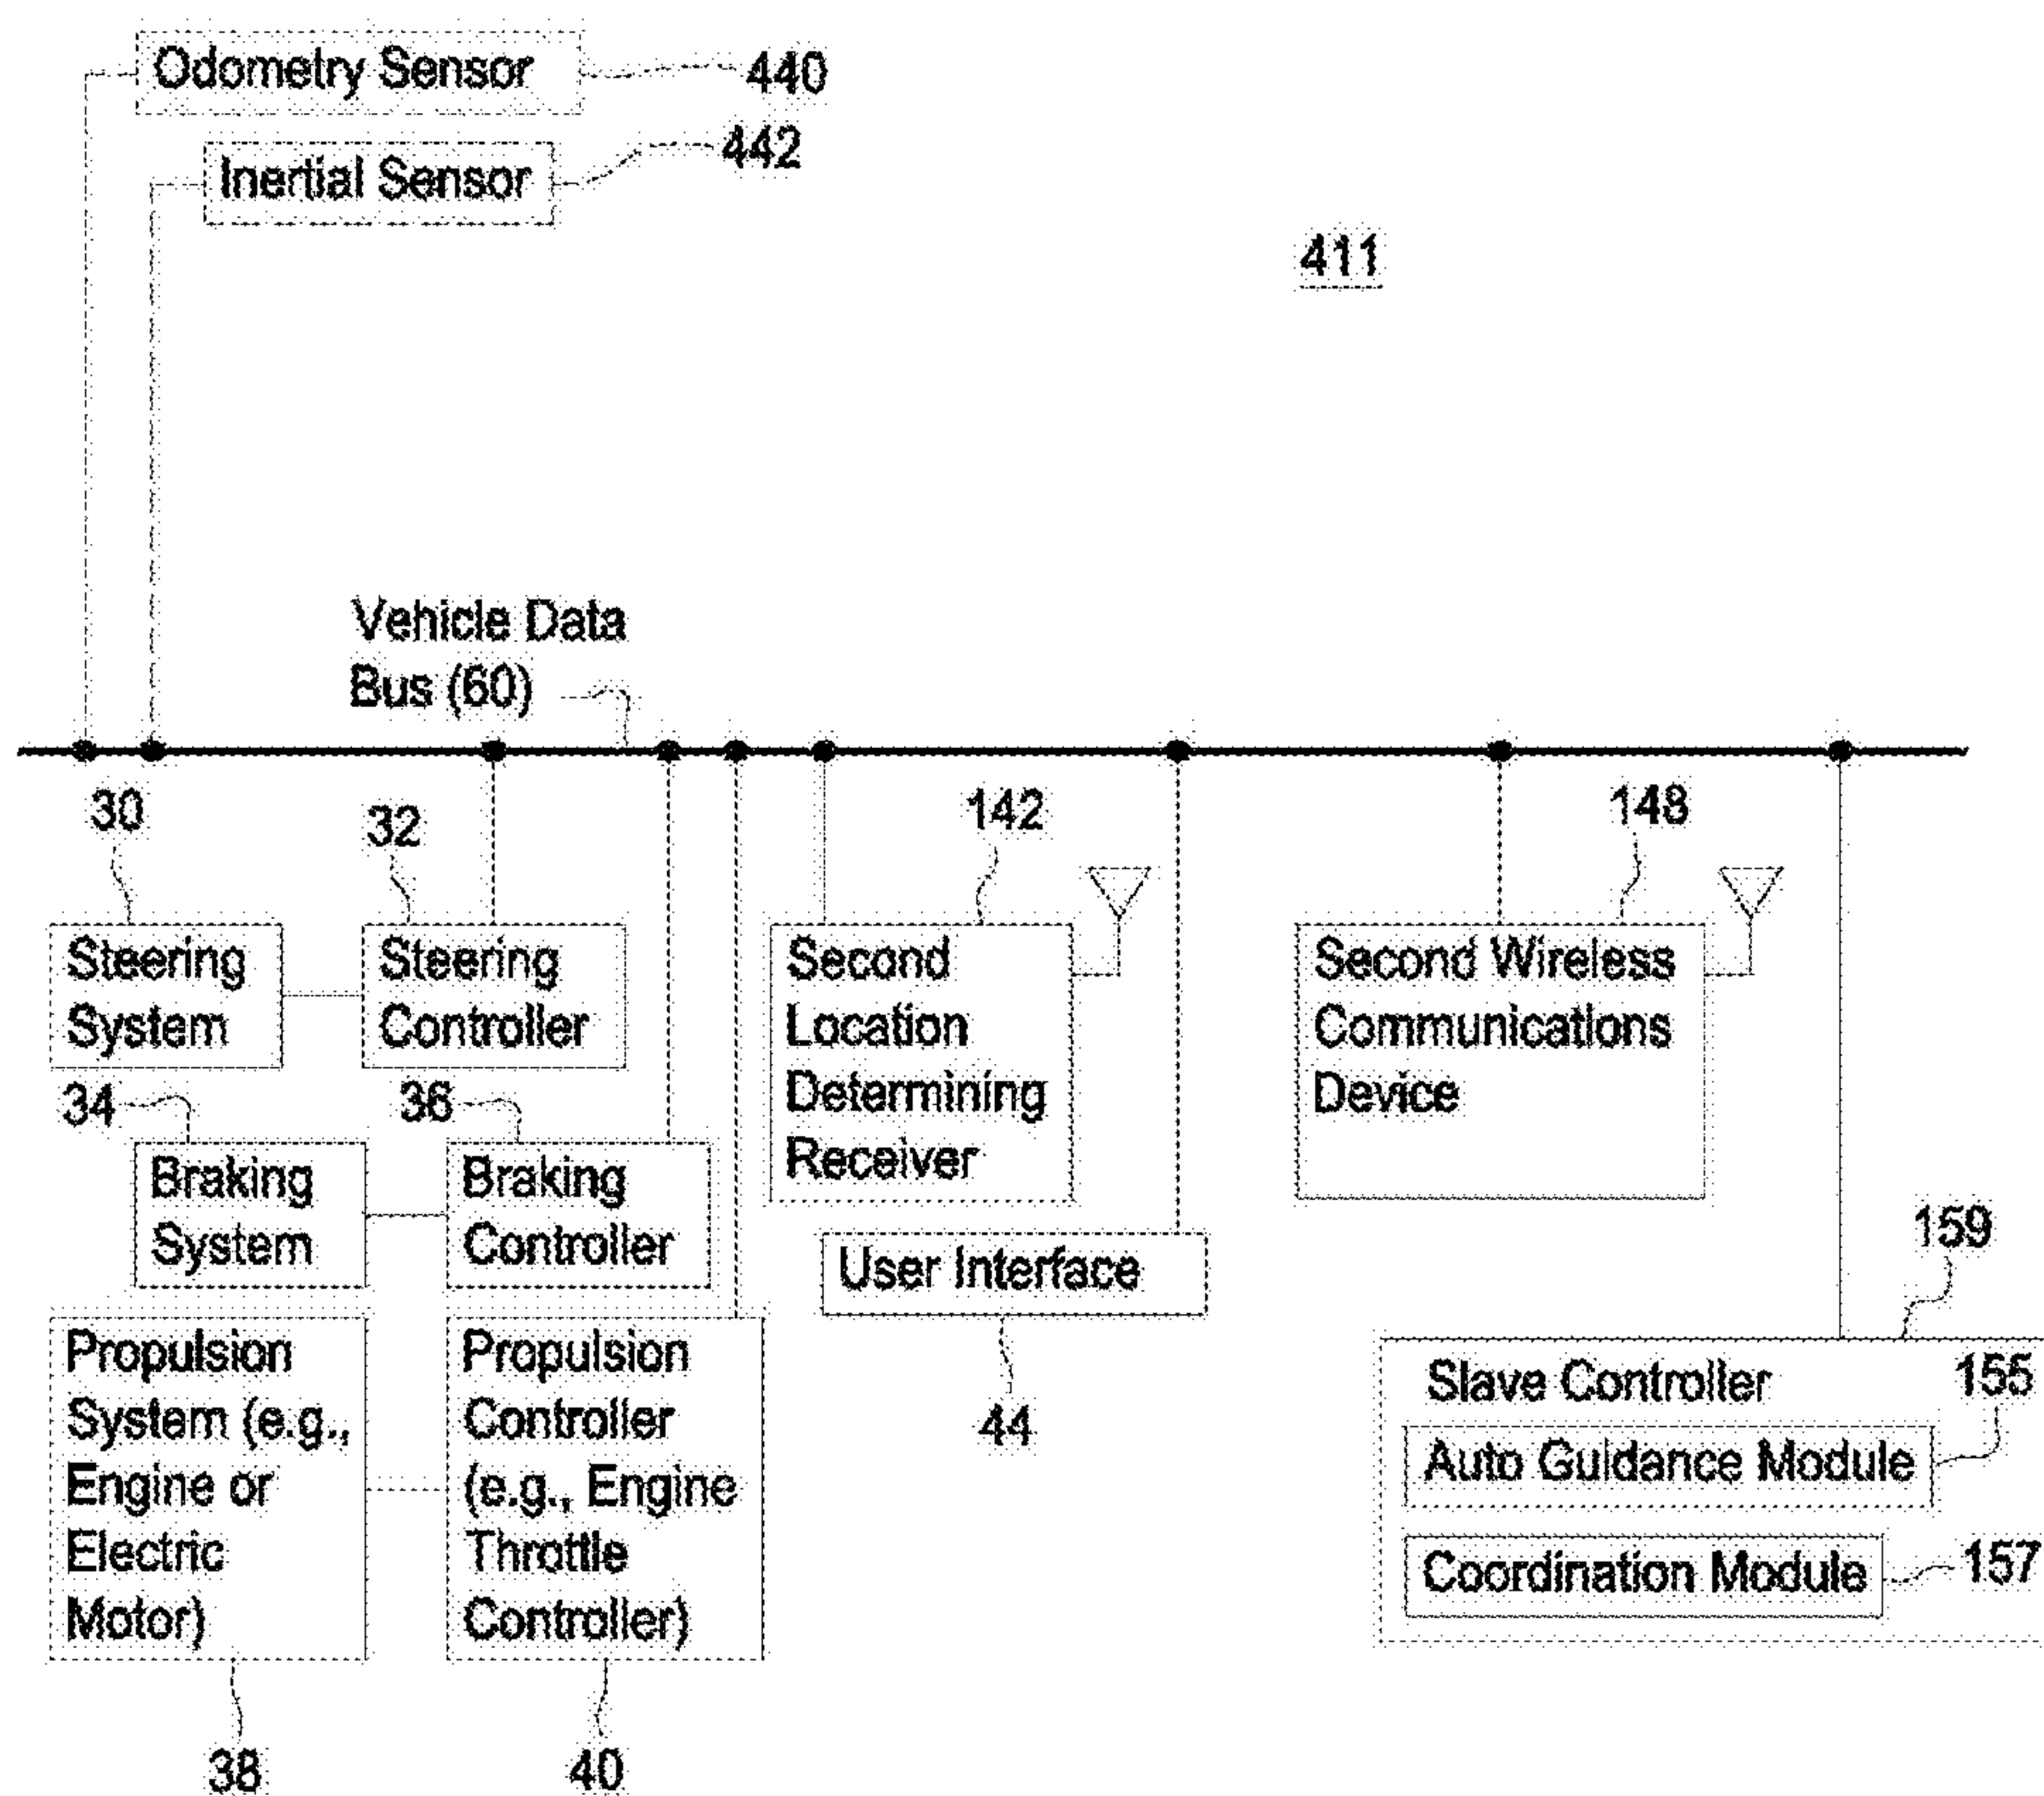 Odometry Sensor
440
Inertial Sensor
442
411
Vehicle Data
Bus (60)
30
32
142
148
Steering
System
Steering
Controller
Second
Location
Determining
Receiver
Second Wireless
Communications
Device
34
36
Braking
System
Braking
Controller
User Interface
44
159
Propulsion
System (e.g.,
Engine or
Electric
Motor)
Propulsion
Controller
(e.g., Engine
Throttle
Controller)
Slave Controller
155
Auto Guidance Module
Coordination Module
157
38
40